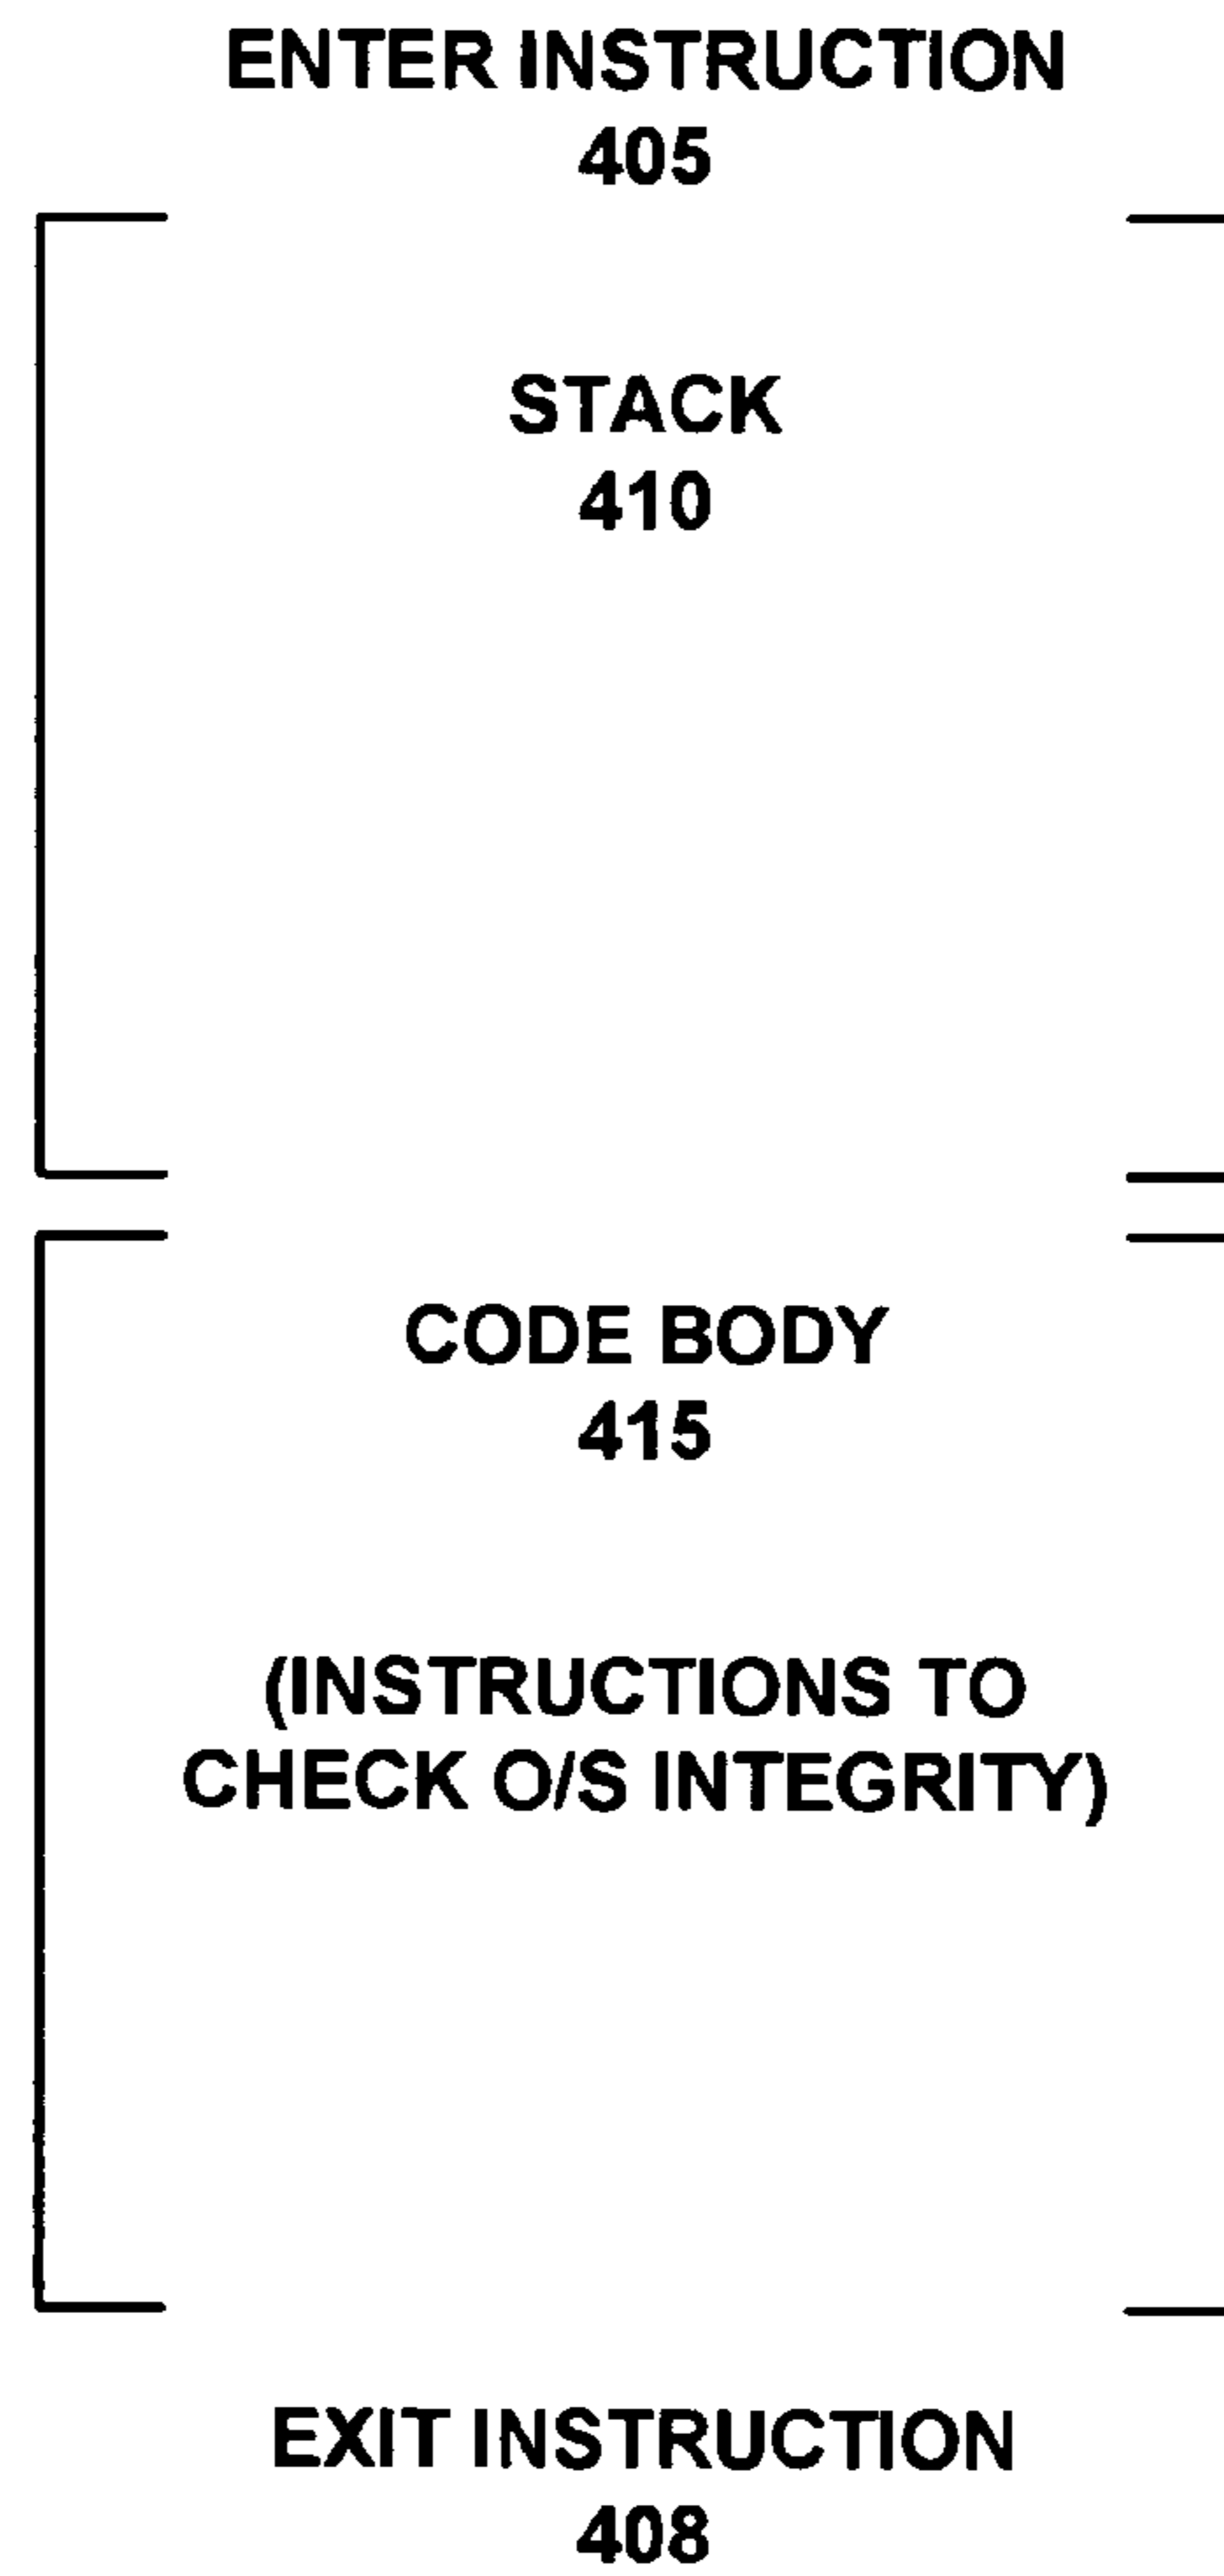 ENTER INSTRUCTION
405
STACK
410
CODE BODY
415
(INSTRUCTIONS TO
CHECK O/S INTEGRITY)
EXIT INSTRUCTION
408